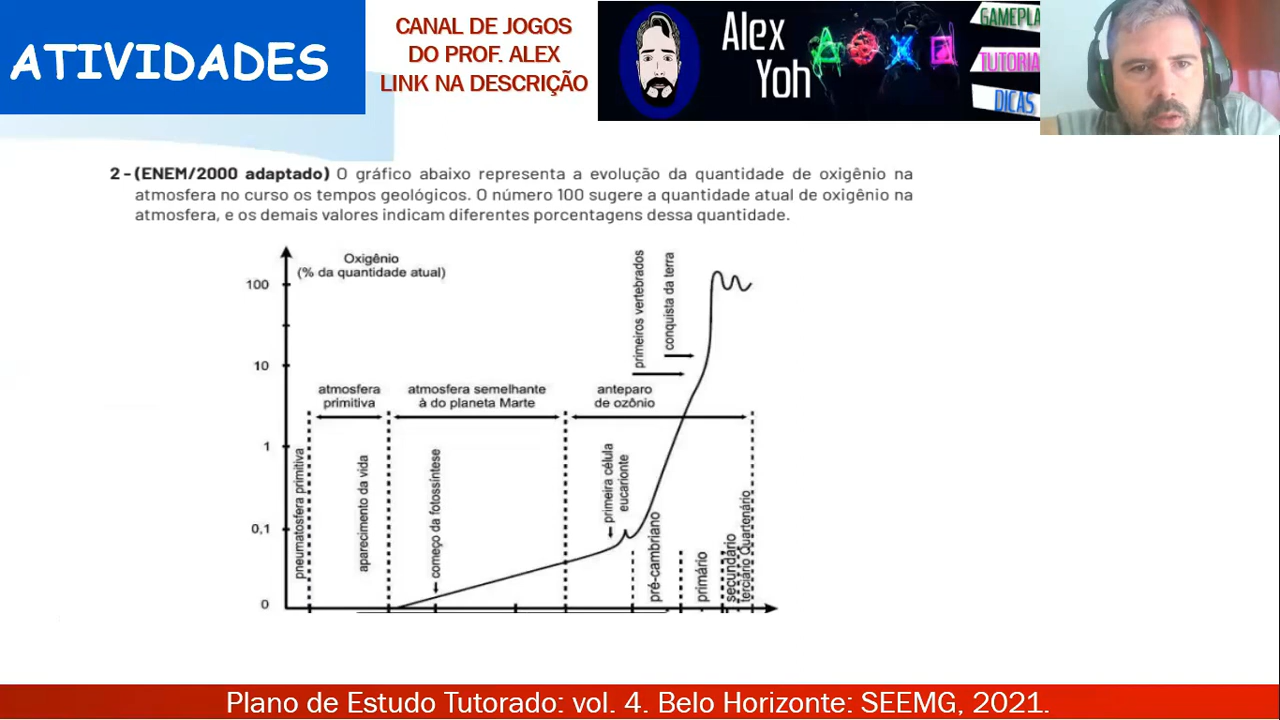 ATIVIDADES
CANAL DE JOGOS
DO PROF. ALEX
LINK NA DESCRIÇÃO
Alex
Yoh
GAMEPLA
TUTORIA
DICAS
2 - (ENEM/2000 adaptado) O gráfico abaixo representa a evolução da quantidade de oxigênio na
atmosfera no curso os tempos geológicos. O número 100 sugere a quantidade atual de oxigênio na
atmosfera, e os demais valores indicam diferentes porcentagens dessa quantidade.
Oxigênio
(% da quantidade atual)
100
10
1
0,1
0
primeiros vertebrados
conquista da terra
atmosfera
primitiva
atmosfera semelhante
à do planeta Marte
anteparo
de ozônio
pneumatosfera primitiva
aparecimento da vida
começo da fotossíntese
primeira célula
eucarionte
pré-cambriano
primário
secundário
terciário
Quartenário
Plano de Estudo Tutorado: vol. 4. Belo Horizonte: SEEMG, 2021.